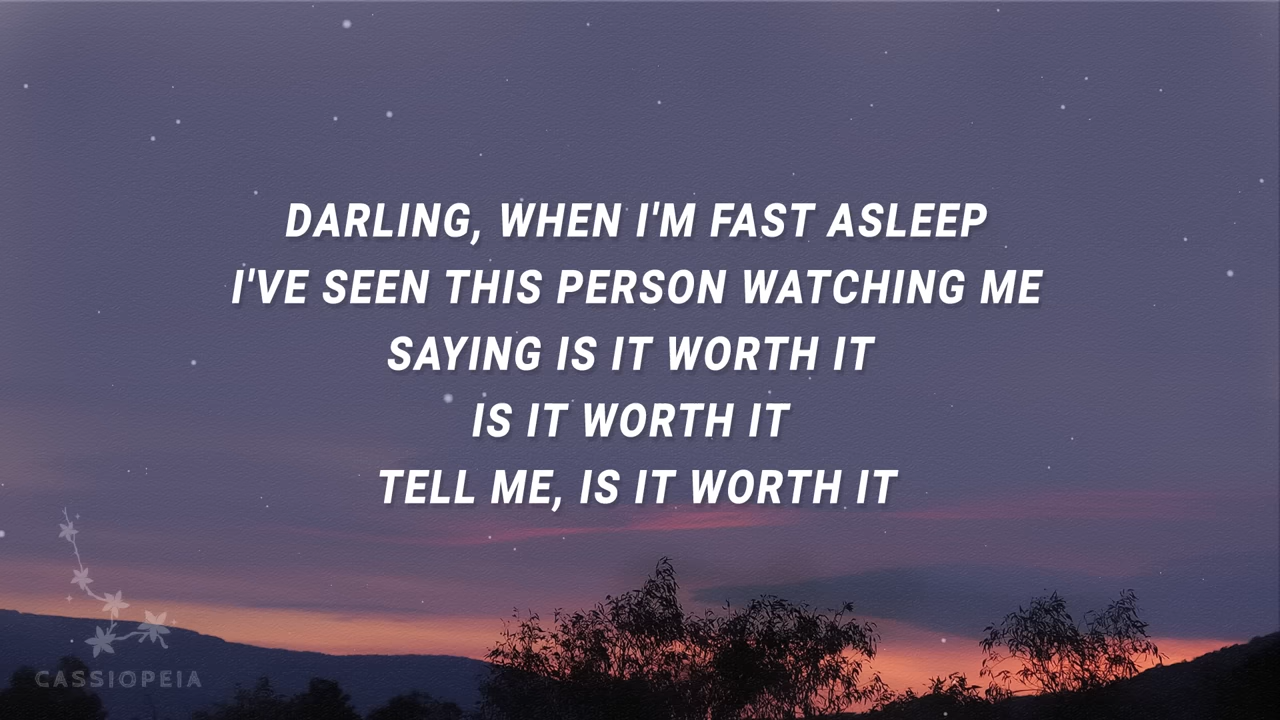 DARLING, WHEN I'M FAST ASLEEP
I'VE SEEN THIS PERSON WATCHING ME
SAYING IS IT WORTH IT
IS IT WORTH IT
TELL ME, IS IT WORTH IT
CASSIOPEIA